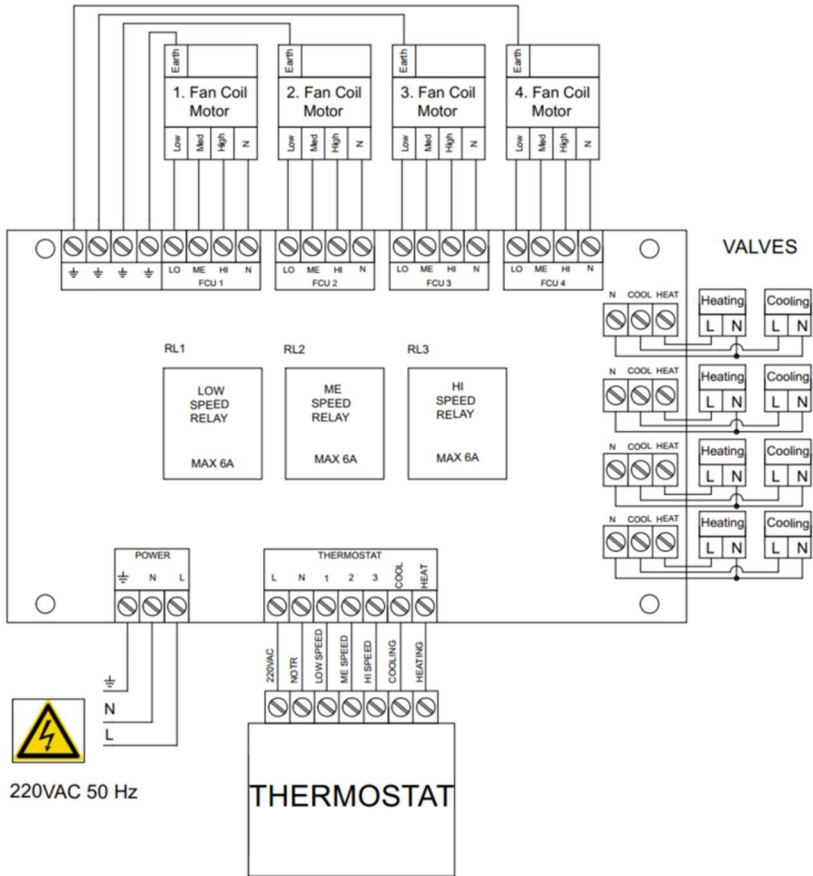 Earth
Earth
Earth
Earth
1. Fan Coil
Motor
2. Fan Coil
Motor
3. Fan Coil
Motor
4. Fan Coil
Motor
Low Med High N
Low Med High N
Low Med High N
Low Med High N
LO ME HI N
FCU 1
LO ME HI N
FCU 2
LO ME HI N
FCU 3
LO ME HI N
FCU 4
VALVES
N COOL HEAT
Heating
L N
Cooling
L N
N COOL HEAT
Heating
L N
Cooling
L N
N COOL HEAT
Heating
L N
Cooling
L N
N COOL HEAT
Heating
L N
Cooling
L N
RL1
LOW
SPEED
RELAY
MAX 6A
RL2
ME
SPEED
RELAY
MAX 6A
RL3
HI
SPEED
RELAY
MAX 6A
POWER
N L
THERMOSTAT
L N 1 2 3 COOL HEAT
220VAC
NOTR
LOW SPEED
ME SPEED
HI SPEED
COOLING
HEATING
N
L
220VAC 50 Hz
THERMOSTAT